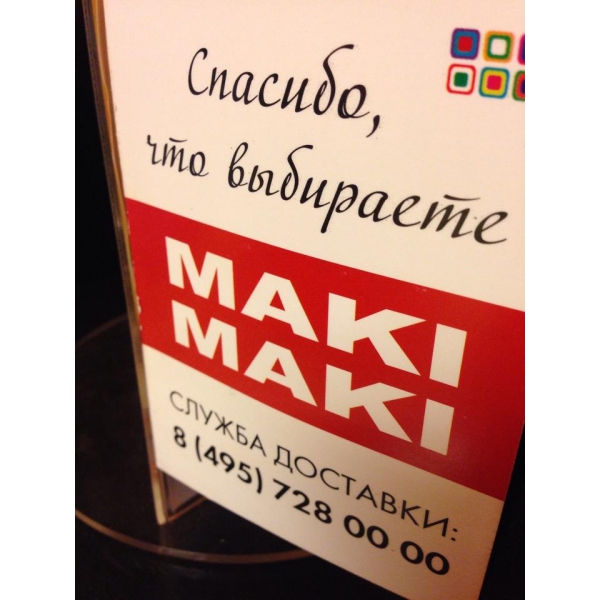 Спасибо,
что выбираете
MAKI
MAKI
СЛУЖБА ДОСТАВКИ:
8 (495) 728 00 00